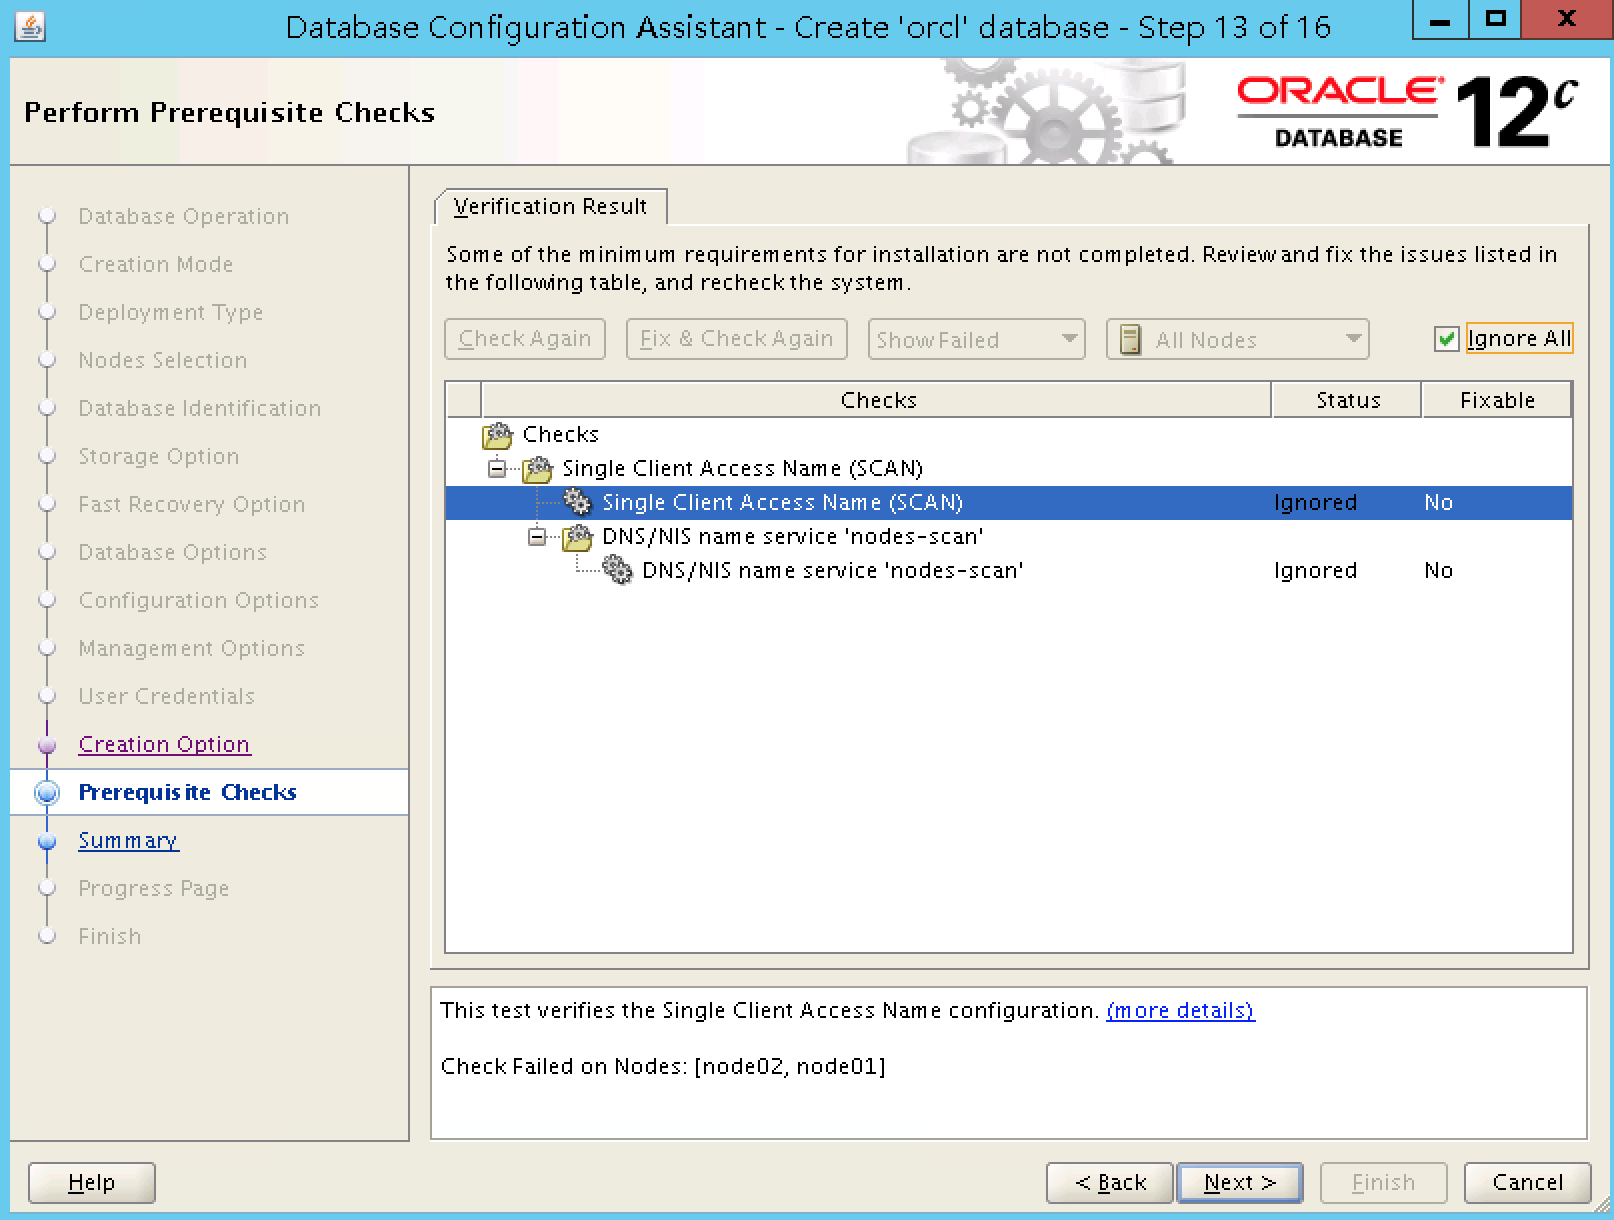 Database Configuration Assistant - Create 'orcl' database - Step 13 of 16
Perform Prerequisite Checks
ORACLE
DATABASE
12c
Database Operation
Creation Mode
Deployment Type
Nodes Selection
Database Identification
Storage Option
Fast Recovery Option
Database Options
Configuration Options
Management Options
User Credentials
Creation Option
Prerequisite Checks
Summary
Progress Page
Finish
Verification Result
Some of the minimum requirements for installation are not completed. Review and fix the issues listed in
the following table, and recheck the system.
Check Again Fix & Check Again Show Failed All Nodes Ignore All
Checks Status Fixable
Checks
Single Client Access Name (SCAN)
Single Client Access Name (SCAN) Ignored No
DNS/NIS name service 'nodes-scan'
DNS/NIS name service 'nodes-scan' Ignored No
This test verifies the Single Client Access Name configuration. (more details)
Check Failed on Nodes: [node02, node01]
Help < Back Next > Finish Cancel